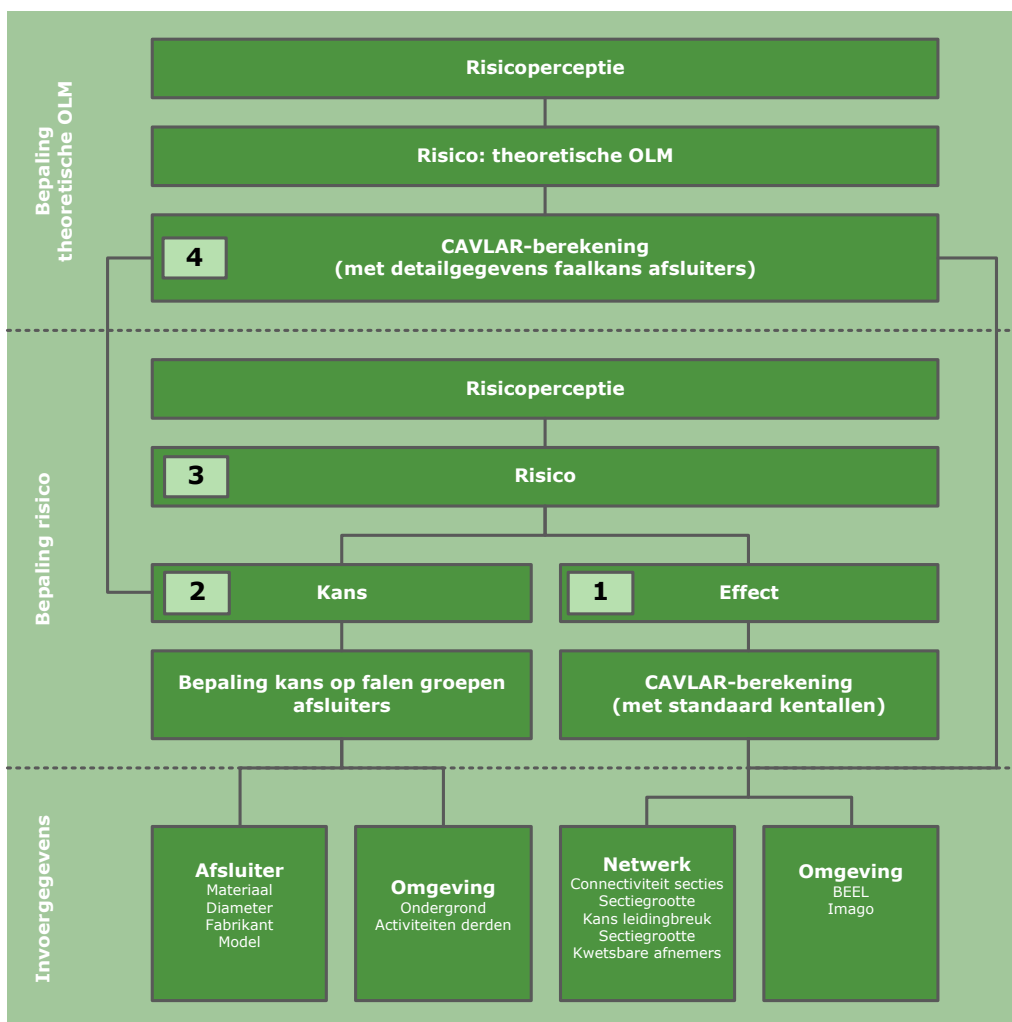 Bepaling
theoretische OLM
Risicoperceptie
Risico: theoretische OLM
4
CAVLAR-berekening
(met detailgegevens faalkans afsluiters)
Bepaling risico
Risicoperceptie
3
Risico
2
Kans
1
Effect
Bepaling kans op falen groepen
afsluiters
CAVLAR-berekening
(met standaard kentallen)
Invoergegevens
Afsluiter
Materiaal
Diameter
Fabrikant
Model
Omgeving
Ondergrond
Activiteiten derden
Netwerk
Connectiviteit secties
Sectiegrootte
Kans leidingbreuk
Sectiegrootte
Kwetsbare afnemers
Omgeving
BEEL
Imago